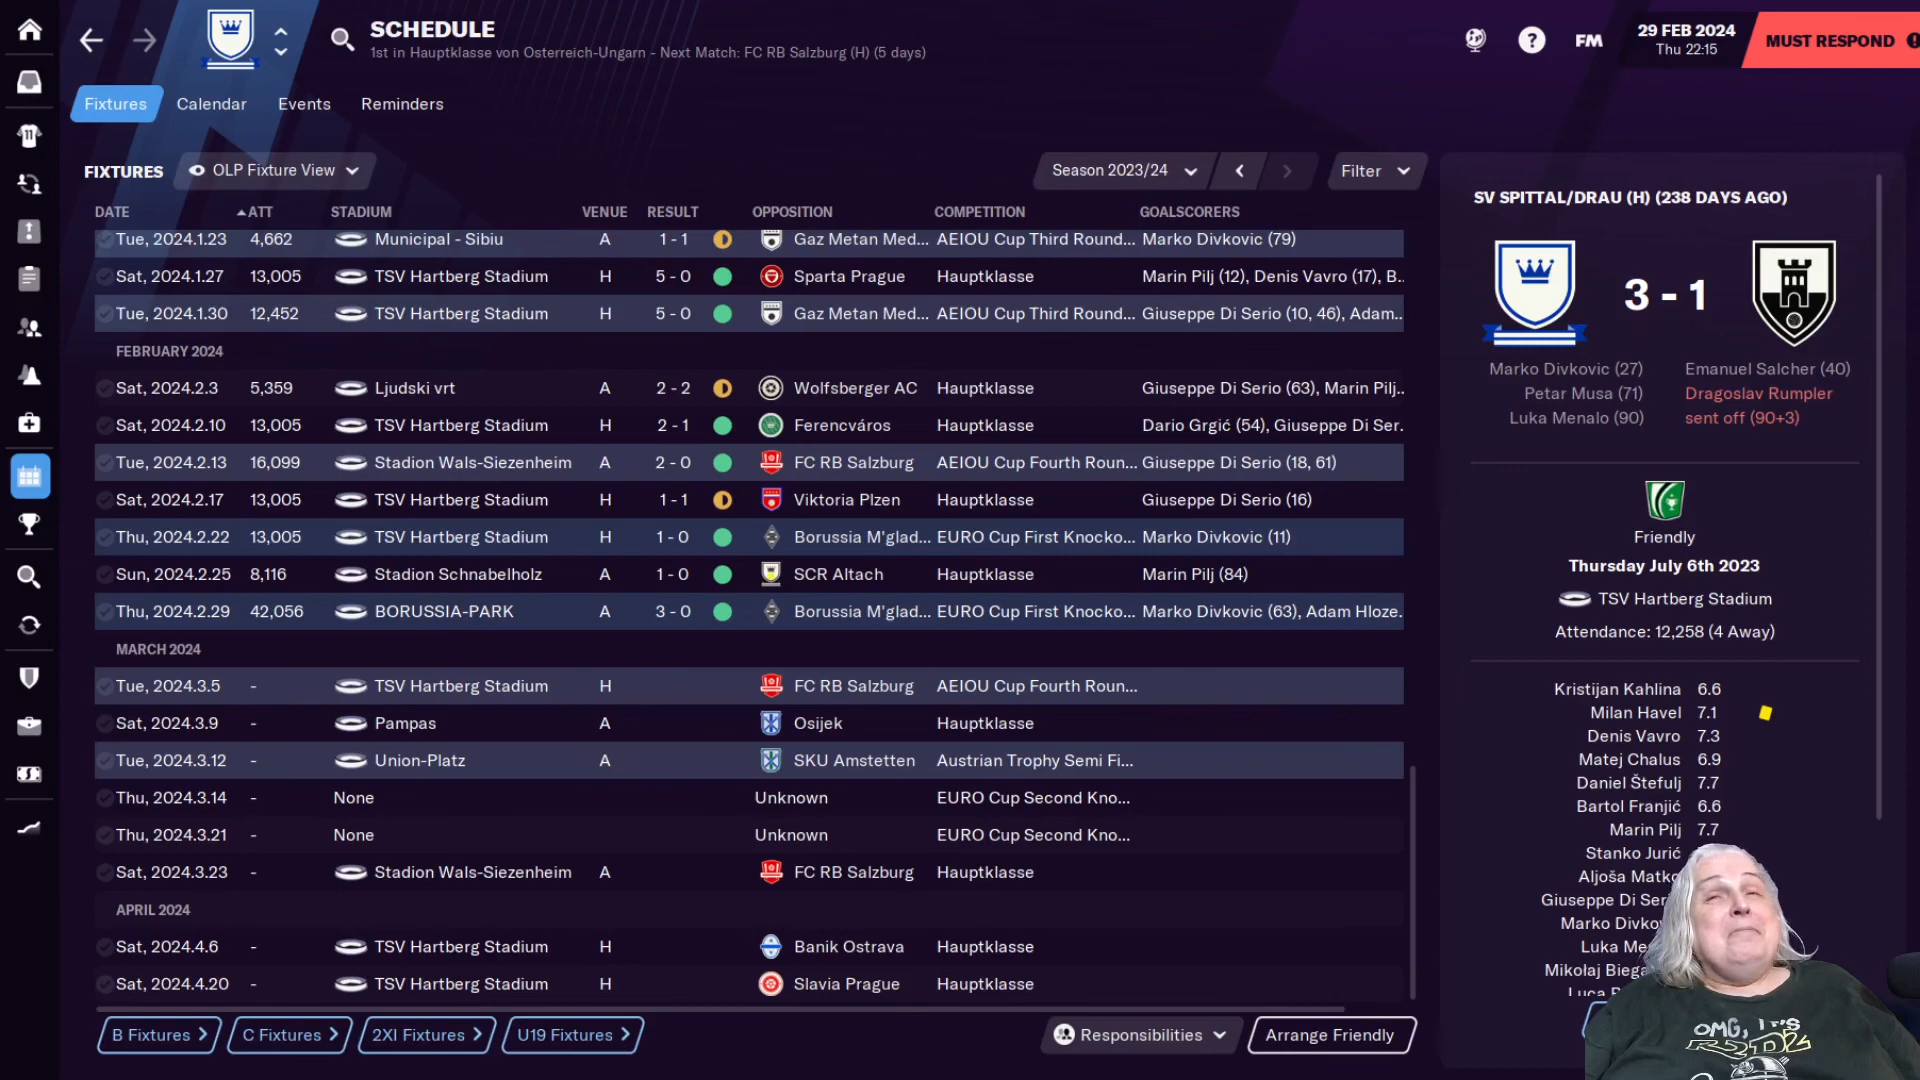 SCHEDULE
1st in Hauptklasse von Osterreich-Ungarn - Next Match: FC RB Salzburg (H) (5 days)
FM
29 FEB 2024
Thu 22:15
MUST RESPOND
Fixtures Calendar Events Reminders
FIXTURES OLP Fixture View Season 2023/24 Filter
DATE ATT STADIUM VENUE RESULT OPPOSITION COMPETITION GOALSCORERS
Tue, 2024.1.23 4,662 Municipal - Sibiu A 1 - 1 Gaz Metan Med... AEIOU Cup Third Round... Marko Divkovic (79)
Sat, 2024.1.27 13,005 TSV Hartberg Stadium H 5 - 0 Sparta Prague Hauptklasse Marin Pilj (12), Denis Vavro (17), B..
Tue, 2024.1.30 12,452 TSV Hartberg Stadium H 5 - 0 Gaz Metan Med... AEIOU Cup Third Round... Giuseppe Di Serio (10, 46), Adam..
FEBRUARY 2024
Sat, 2024.2.3 5,359 Ljudski vrt A 2 - 2 Wolfsberger AC Hauptklasse Giuseppe Di Serio (63), Marin Pilj..
Sat, 2024.2.10 13,005 TSV Hartberg Stadium H 2 - 1 Ferencváros Hauptklasse Dario Grgić (54), Giuseppe Di Ser.
Tue, 2024.2.13 16,099 Stadion Wals-Siezenheim A 2 - 0 FC RB Salzburg AEIOU Cup Fourth Roun... Giuseppe Di Serio (18, 61)
Sat, 2024.2.17 13,005 TSV Hartberg Stadium H 1 - 1 Viktoria Plzen Hauptklasse Giuseppe Di Serio (16)
Thu, 2024.2.22 13,005 TSV Hartberg Stadium H 1 - 0 Borussia M'glad... EURO Cup First Knocko... Marko Divkovic (11)
Sun, 2024.2.25 8,116 Stadion Schnabelholz A 1 - 0 SCR Altach Hauptklasse Marin Pilj (84)
Thu, 2024.2.29 42,056 BORUSSIA-PARK A 3 - 0 Borussia M'glad... EURO Cup First Knocko... Marko Divkovic (63), Adam Hloze.
MARCH 2024
Tue, 2024.3.5 - TSV Hartberg Stadium H FC RB Salzburg AEIOU Cup Fourth Roun...
Sat, 2024.3.9 - Pampas A Osijek Hauptklasse
Tue, 2024.3.12 - Union-Platz A SKU Amstetten Austrian Trophy Semi Fi...
Thu, 2024.3.14 - None Unknown EURO Cup Second Kno...
Thu, 2024.3.21 - None Unknown EURO Cup Second Kno...
Sat, 2024.3.23 - Stadion Wals-Siezenheim A FC RB Salzburg Hauptklasse
APRIL 2024
Sat, 2024.4.6 - TSV Hartberg Stadium H Banik Ostrava Hauptklasse
Sat, 2024.4.20 - TSV Hartberg Stadium H Slavia Prague Hauptklasse
B Fixtures C Fixtures 2XI Fixtures U19 Fixtures Responsibilities Arrange Friendly
SV SPITTAL/DRAU (H) (238 DAYS AGO)
3 - 1
Marko Divkovic (27) Emanuel Salcher (40)
Petar Musa (71) Dragoslav Rumpler
Luka Menalo (90) sent off (90+3)
Friendly
Thursday July 6th 2023
TSV Hartberg Stadium
Attendance: 12,258 (4 Away)
Kristijan Kahlina 6.6
Milan Havel 7.1
Denis Vavro 7.3
Matej Chalus 6.9
Daniel Štefulj 7.7
Bartol Franjić 6.6
Marin Pilj 7.7
Stanko Jurić
Aljoša Matko
Giuseppe Di Ser
Marko Divko
Luka Me
Mikolaj Biega
Luca
OMG, IT'S
R2D2